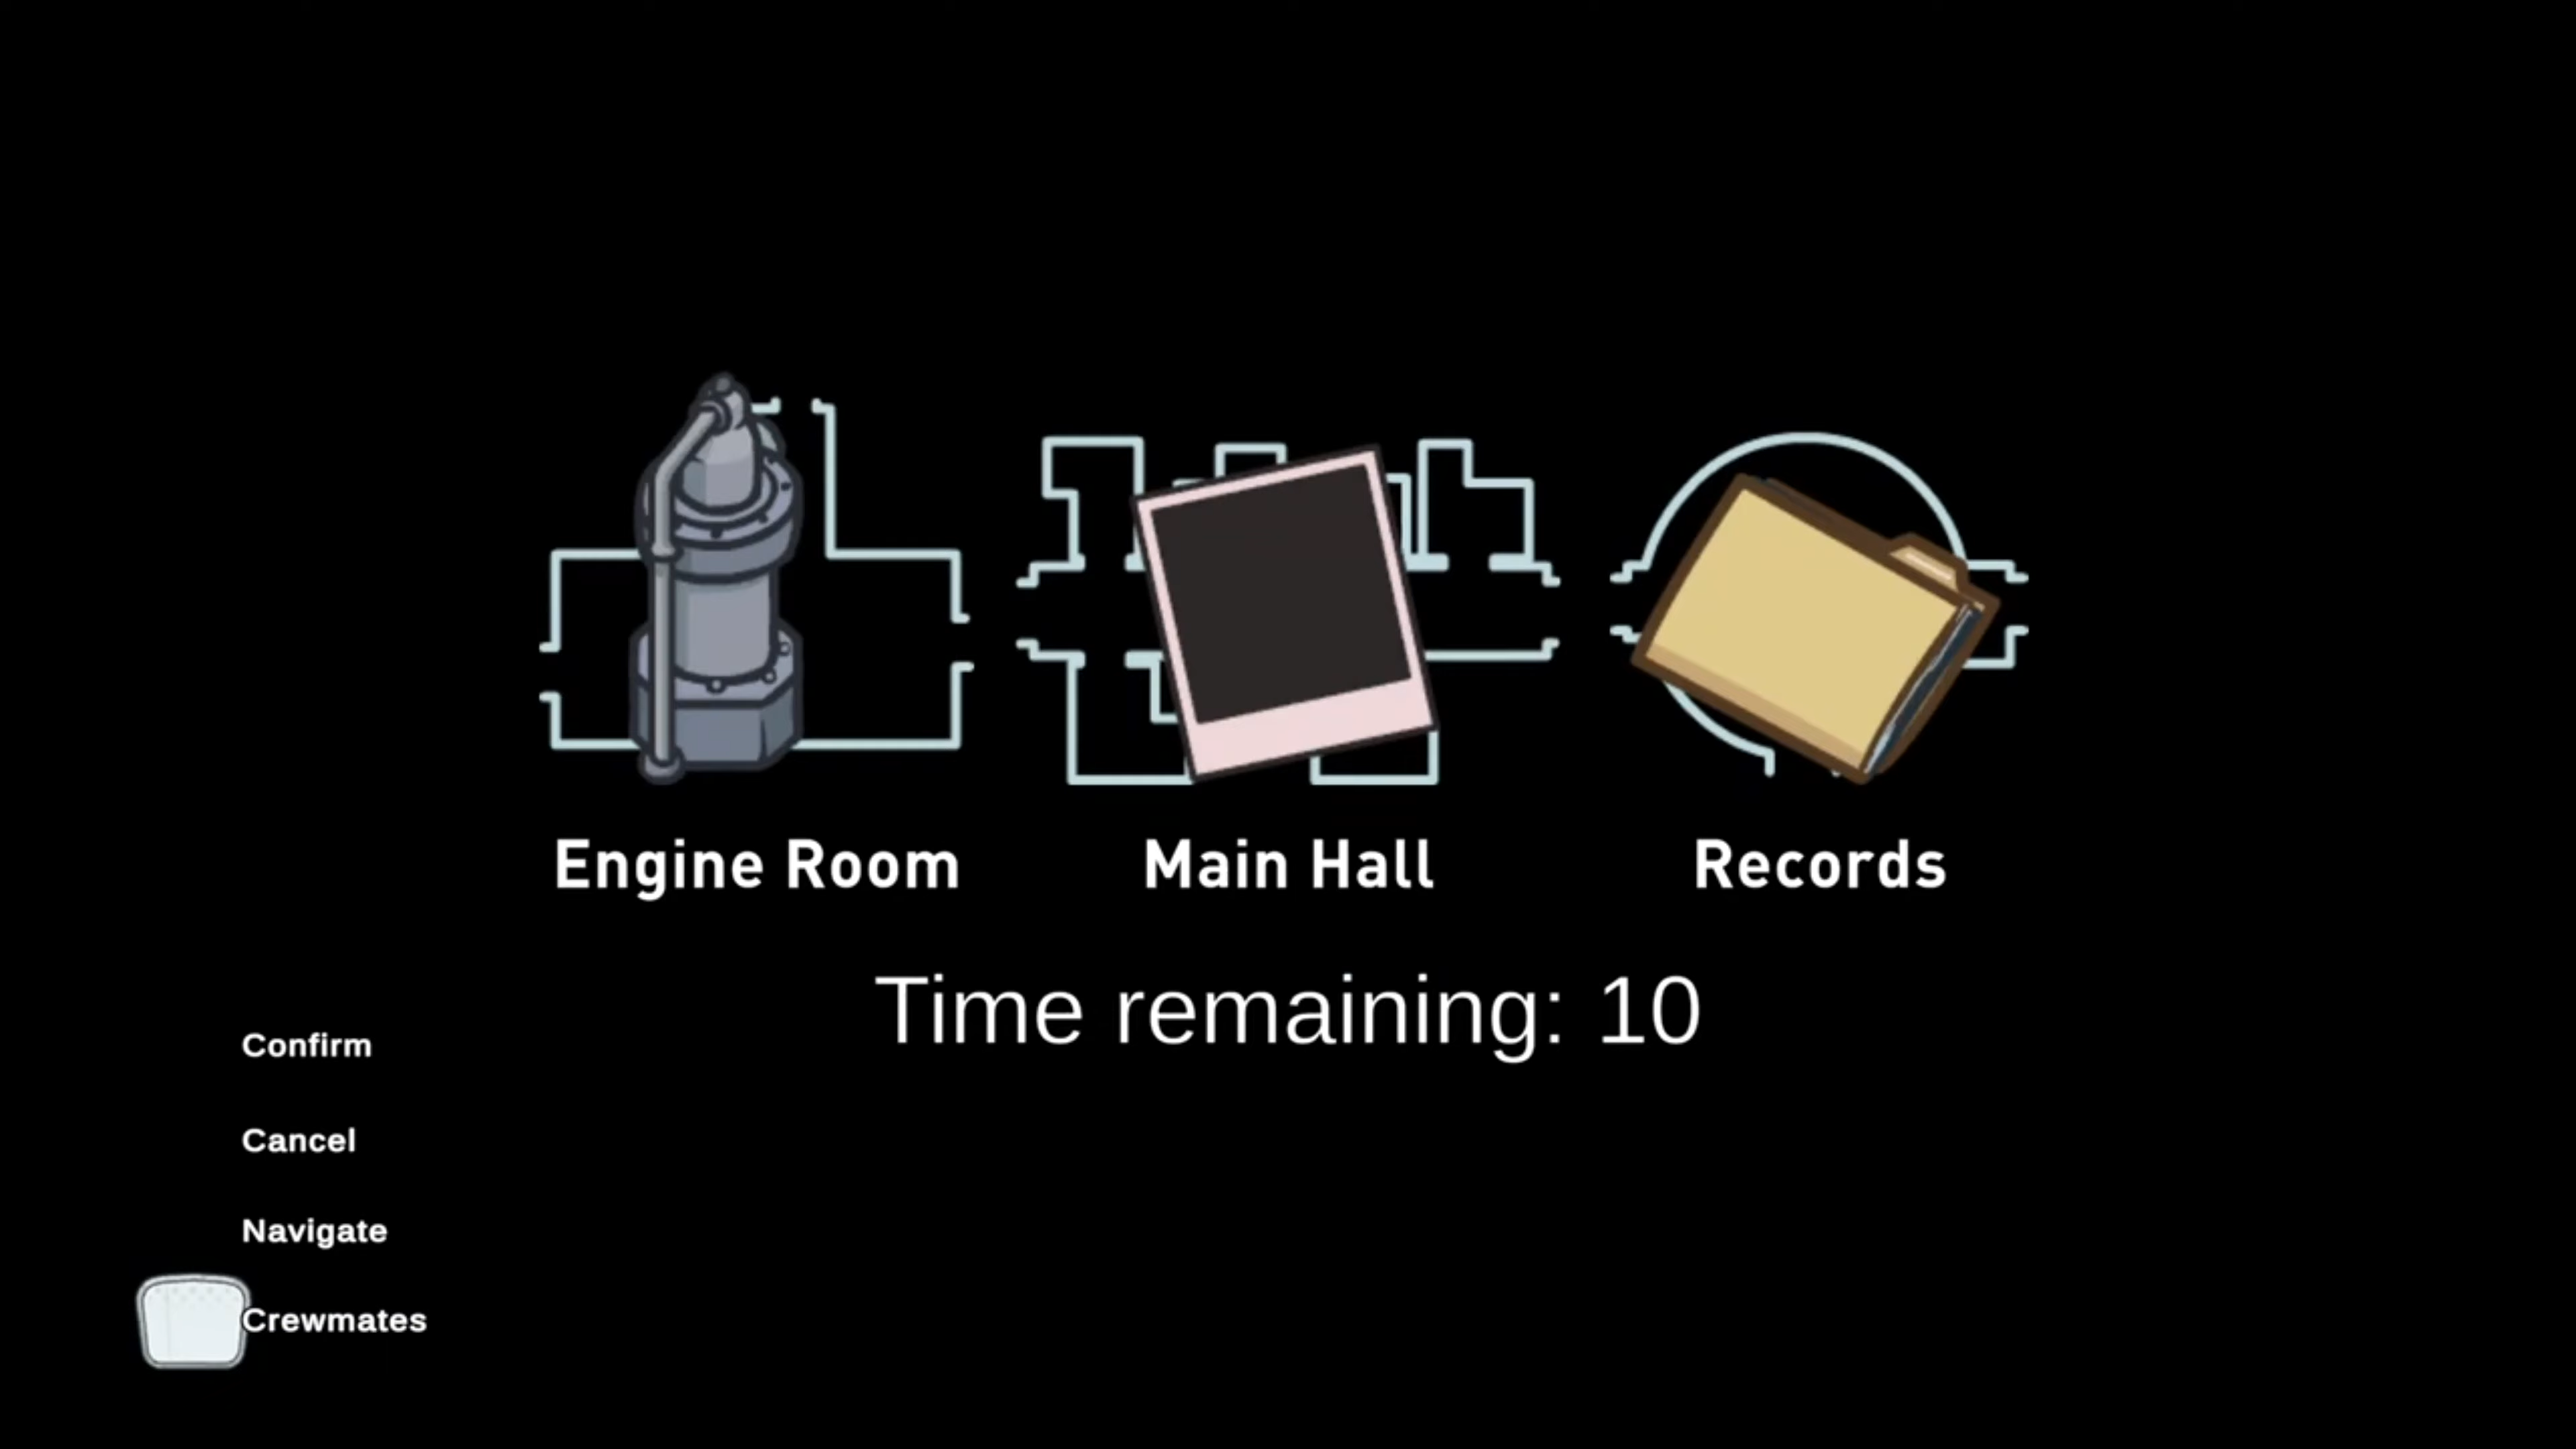 Engine Room
Main Hall
Records
Time remaining: 10
Confirm
Cancel
Navigate
Crewmates